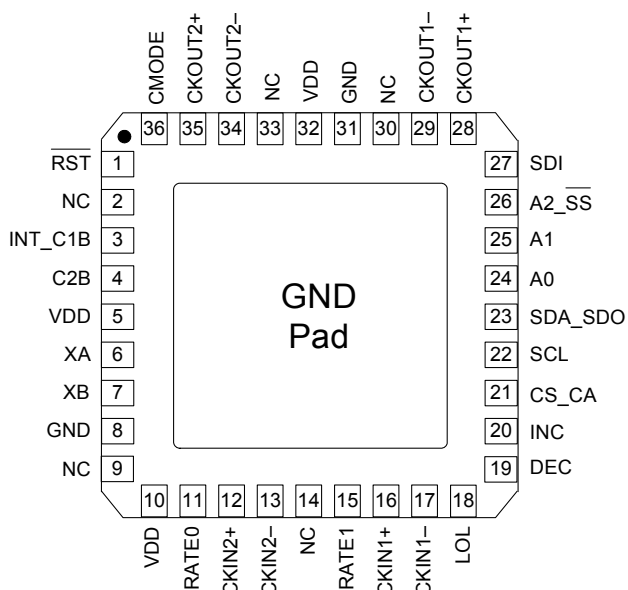 CMODE
CKOUT2+
CKOUT2–
NC
VDD
GND
NC
CKOUT1–
CKOUT1+
36 35 34 33 32 31 30 29 28
RST 1
NC 2
INT_C1B 3
C2B 4
VDD 5
XA 6
XB 7
GND 8
NC 9
GND
Pad
27 SDI
26 A2_SS
25 A1
24 A0
23 SDA_SDO
22 SCL
21 CS_CA
20 INC
19 DEC
10 11 12 13 14 15 16 17 18
VDD
RATE0
CKIN2+
CKIN2–
NC
RATE1
CKIN1+
CKIN1–
LOL